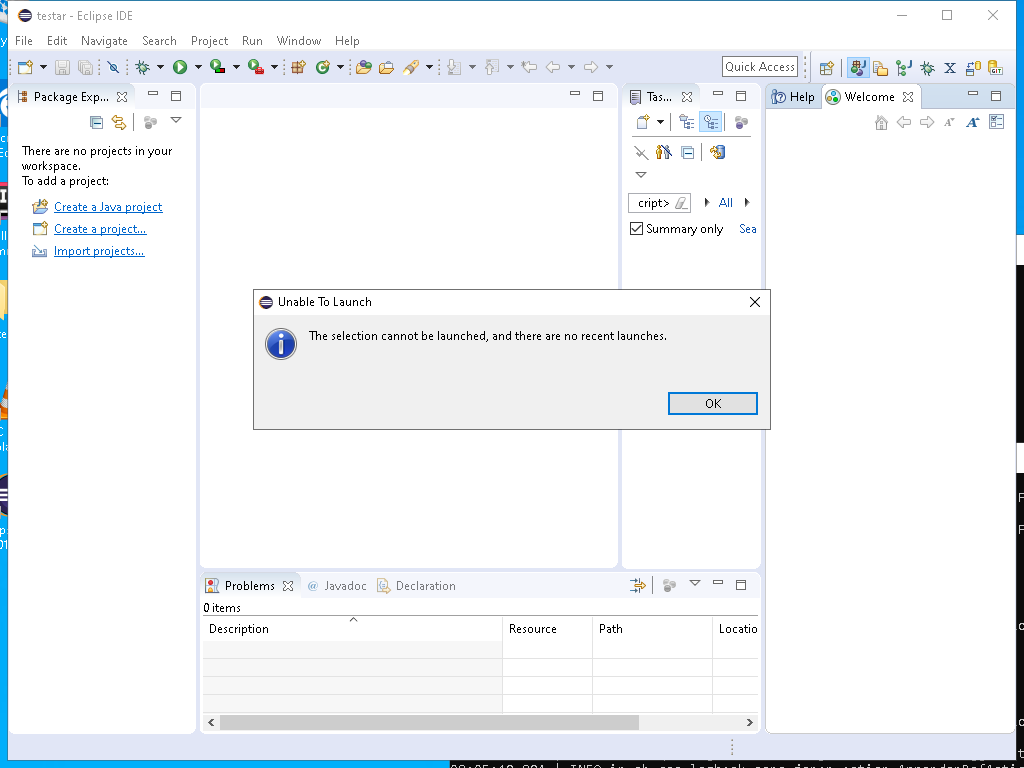 testar - Eclipse IDE
File Edit Navigate Search Project Run Window Help
Quick Access
Package Exp...
There are no projects in your
workspace.
To add a project:
Create a Java project
Create a project...
Import projects...
Tas...
cript> All
Summary only Sea
Help Welcome
Unable To Launch
The selection cannot be launched, and there are no recent launches.
OK
Problems Javadoc Declaration
0 items
Description Resource Path Locatio